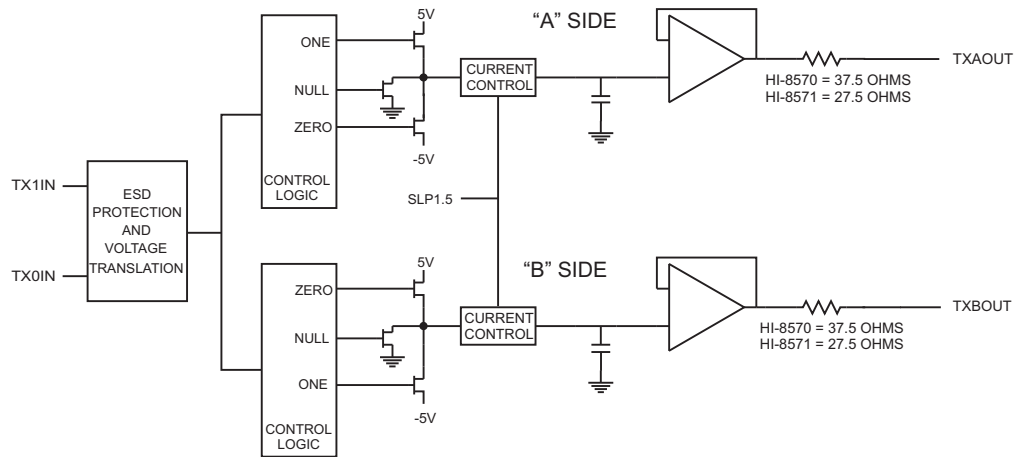 5V
"A" SIDE
ONE
CURRENT
CONTROL
TXAOUT
HI-8570 = 37.5 OHMS
HI-8571 = 27.5 OHMS
NULL
ZERO
-5V
CONTROL
LOGIC
TX1IN
ESD
PROTECTION
AND
VOLTAGE
TRANSLATION
TX0IN
SLP1.5
5V
"B" SIDE
ZERO
CURRENT
CONTROL
TXBOUT
HI-8570 = 37.5 OHMS
HI-8571 = 27.5 OHMS
NULL
ONE
-5V
CONTROL
LOGIC